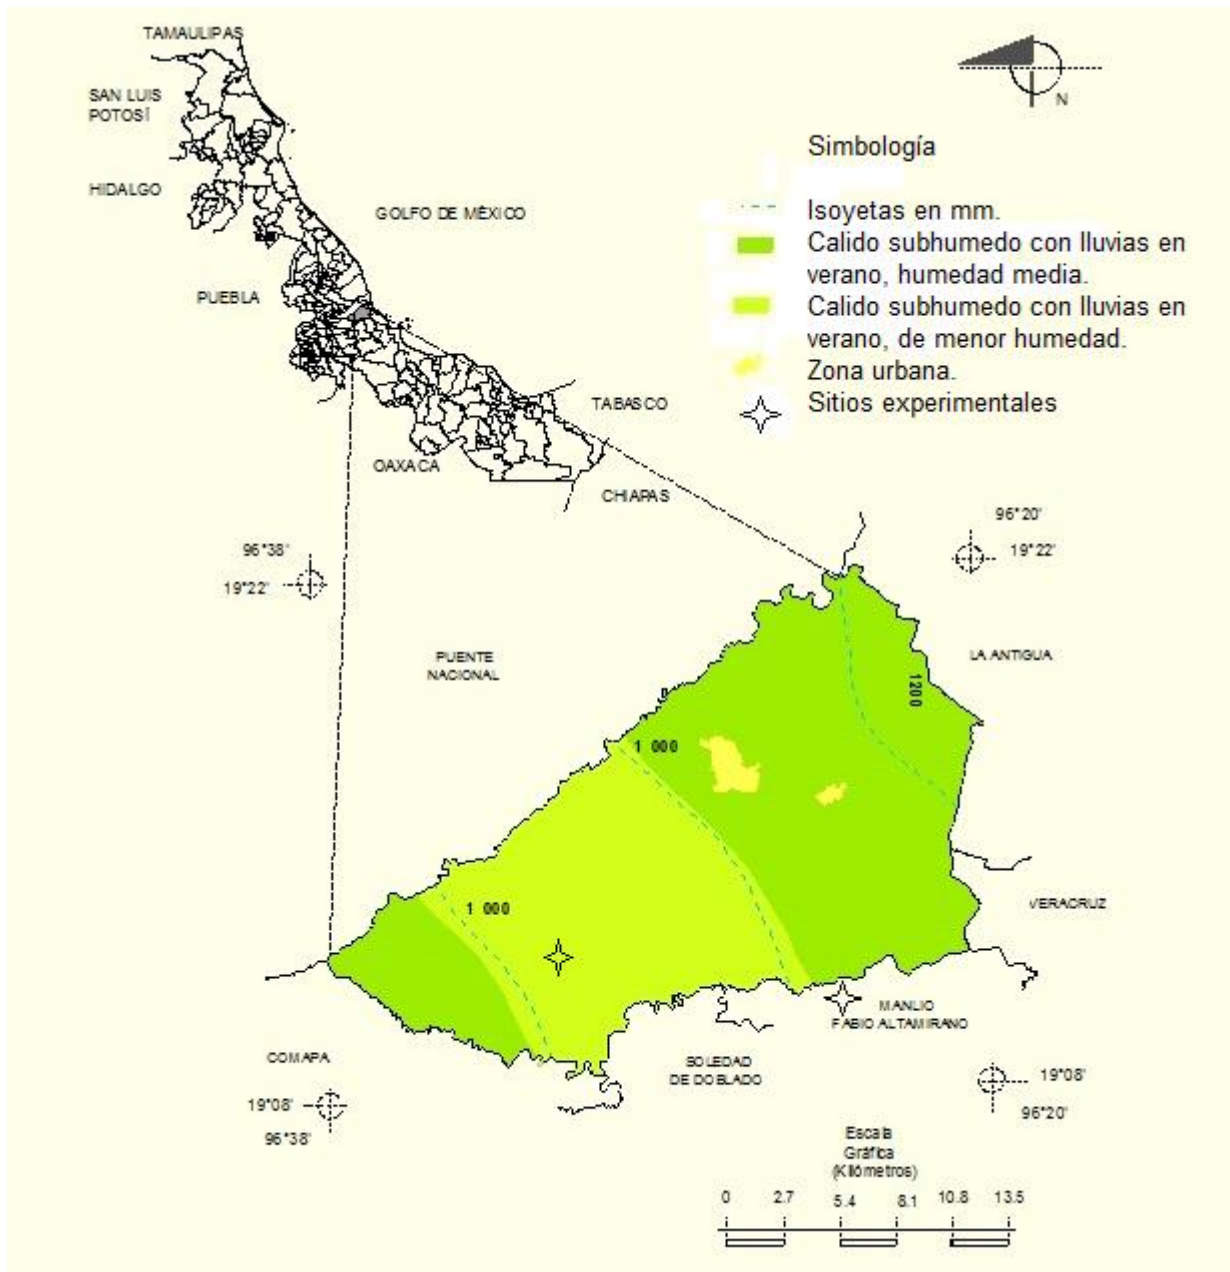 TAMAULIPAS
SAN LUIS
POTOSÍ
HIDALGO
GOLFO DE MÉXICO
PUEBLA
TABASCO
OAXACA
CHIAPAS
N
Simbología
Isoyetas en mm.
Calido subhumedo con lluvias en
verano, humedad media.
Calido subhumedo con lluvias en
verano, de menor humedad.
Zona urbana.
Sitios experimentales
96°38'
19°22'
96°20'
19°22'
PUENTE
NACIONAL
LA ANTIGUA
1200
1 000
1 000
VERACRUZ
MANLIO
FABIO ALTAMIRANO
COMAPA
SOLEDAD
DE DOBLADO
19°08'
96°38'
19°08'
96°20'
Escala
Gráfica
(Kilómetros)
0 2.7 5.4 8.1 10.8 13.5